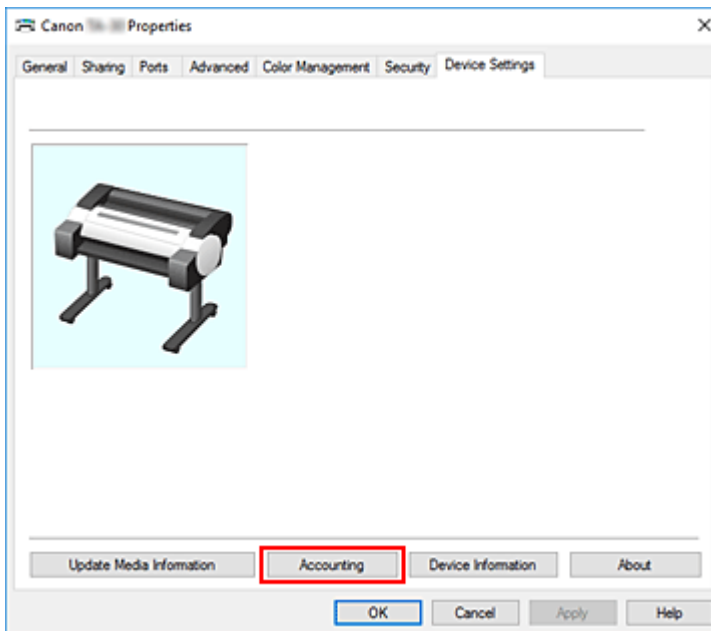 Canon Properties
General Sharing Ports Advanced Color Management Security Device Settings
Update Media Information Accounting Device Information About
OK Cancel Apply Help